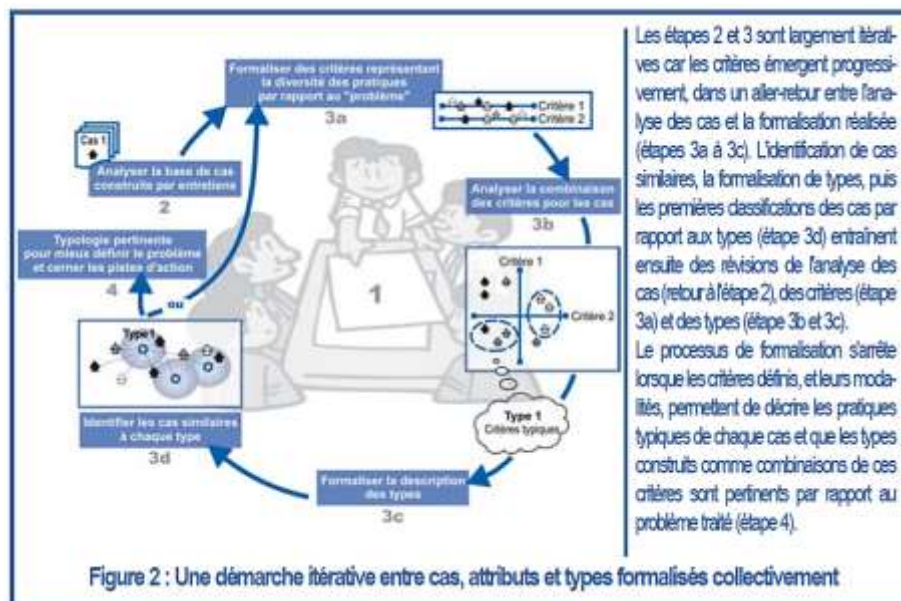 Formaliser des critères représentant
la diversité des pratiques
par rapport au "problème"
3a
Critère 1
Critère 2
Cas 1
Analyser la base de cas
construite par entretiens
2
Analyser la combinaison
des critères pour les cas
3b
Typologie pertinente
pour mieux définir le problème
et cerner les pistes d'action
4
ou
1
Critère 1
Critère 2
Type1
Type 1
Critères typiques
Identifier les cas similaires
à chaque type
3d
Formaliser la description
des types
3c
Les étapes 2 et 3 sont largement itérati-
ves car les critères émergent progressi-
vement, dans un aller-retour entre l'ana-
lyse des cas et la formalisation réalisée
(étapes 3a à 3c). L'identification de cas
similaires, la formalisation de types, puis
les premières classifications des cas par
rapport aux types (étape 3d) entraînent
ensuite des révisions de l'analyse des
cas (retour à l'étape 2), des critères (étape
3a) et des types (étape 3b et 3c).
Le processus de formalisation s'arrête
lorsque les critères définis, et leurs moda-
lités, permettent de décrire les pratiques
typiques de chaque cas et que les types
construits comme combinaisons de ces
critères sont pertinents par rapport au
problème traité (étape 4).
Figure 2 : Une démarche itérative entre cas, attributs et types formalisés collectivement